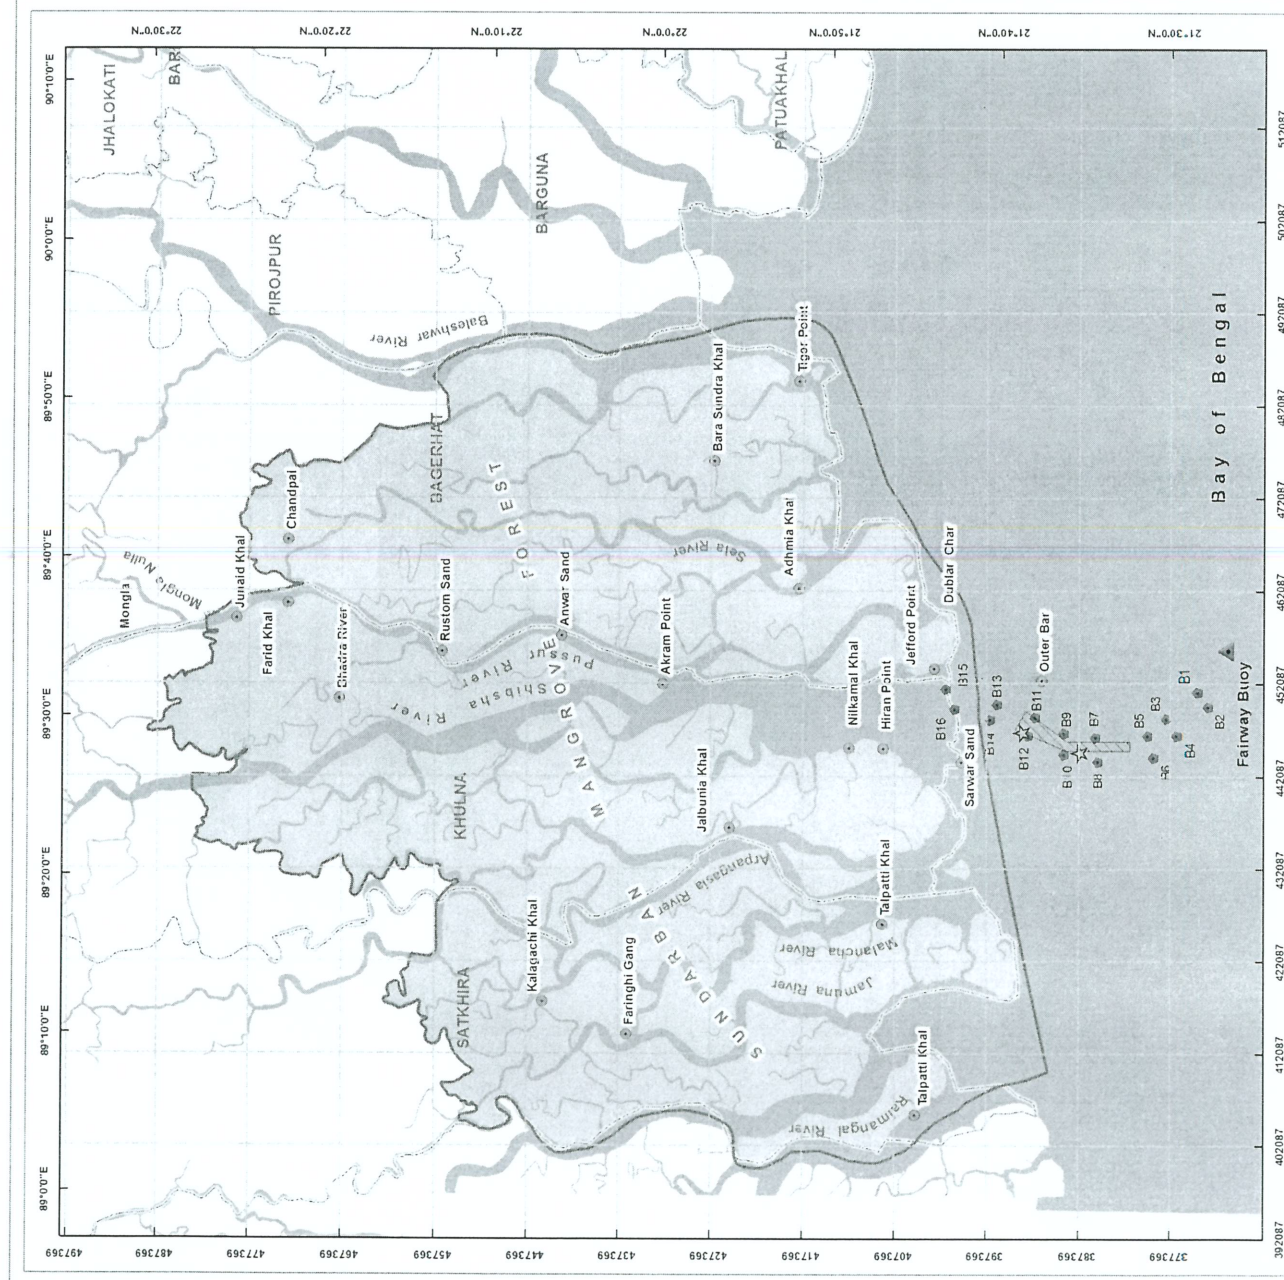 90°10'0"E
90°0'0"E
89°50'0"E
89°40'0"E
89°30'0"E
89°20'0"E
89°10'0"E
89°0'0"E
22°30'0"N
22°20'0"N
22°10'0"N
22°0'0"N
21°50'0"N
21°40'0"N
21°30'0"N
JHALOKATI
BAR
PIROJPUR
BARGUNA
PATUAKHAL
Baleshwar River
BAGERHAT
Mongla
Mongla Nulla
Junaid Khal
Chandpai
Farid Khal
Bhadra River
Rustom Sand
Anwar Sand
Akram Point
Pussur River
Shibsha River
Sela River
Bara Sundra Khal
Tigor Point
Adhmia Khal
Jefford Point
Dublar Char
Nilkamal Khal
Hiran Point
Sarwar Sand
Outer Bar
KHULNA
Jalbunia Khal
SUNDARBAN MANGROVE FOREST
Arpangasia River
Talpatti Khal
Malancha River
Jamuna River
SATKHIRA
Kalagachi Khal
Faringhi Gang
Raimangal River
Talpatti Khal
B16
B15
B14
B13
B12
B11
B10
B9
B8
B7
B6
B5
B4
B3
B2
B1
Fairway Buoy
Bay of Bengal
497369
487369
477369
467369
457369
447369
437369
427369
417369
407369
397369
387369
377369
392087
402087
412087
422087
432087
442087
452087
462087
472087
482087
492087
502087
512087